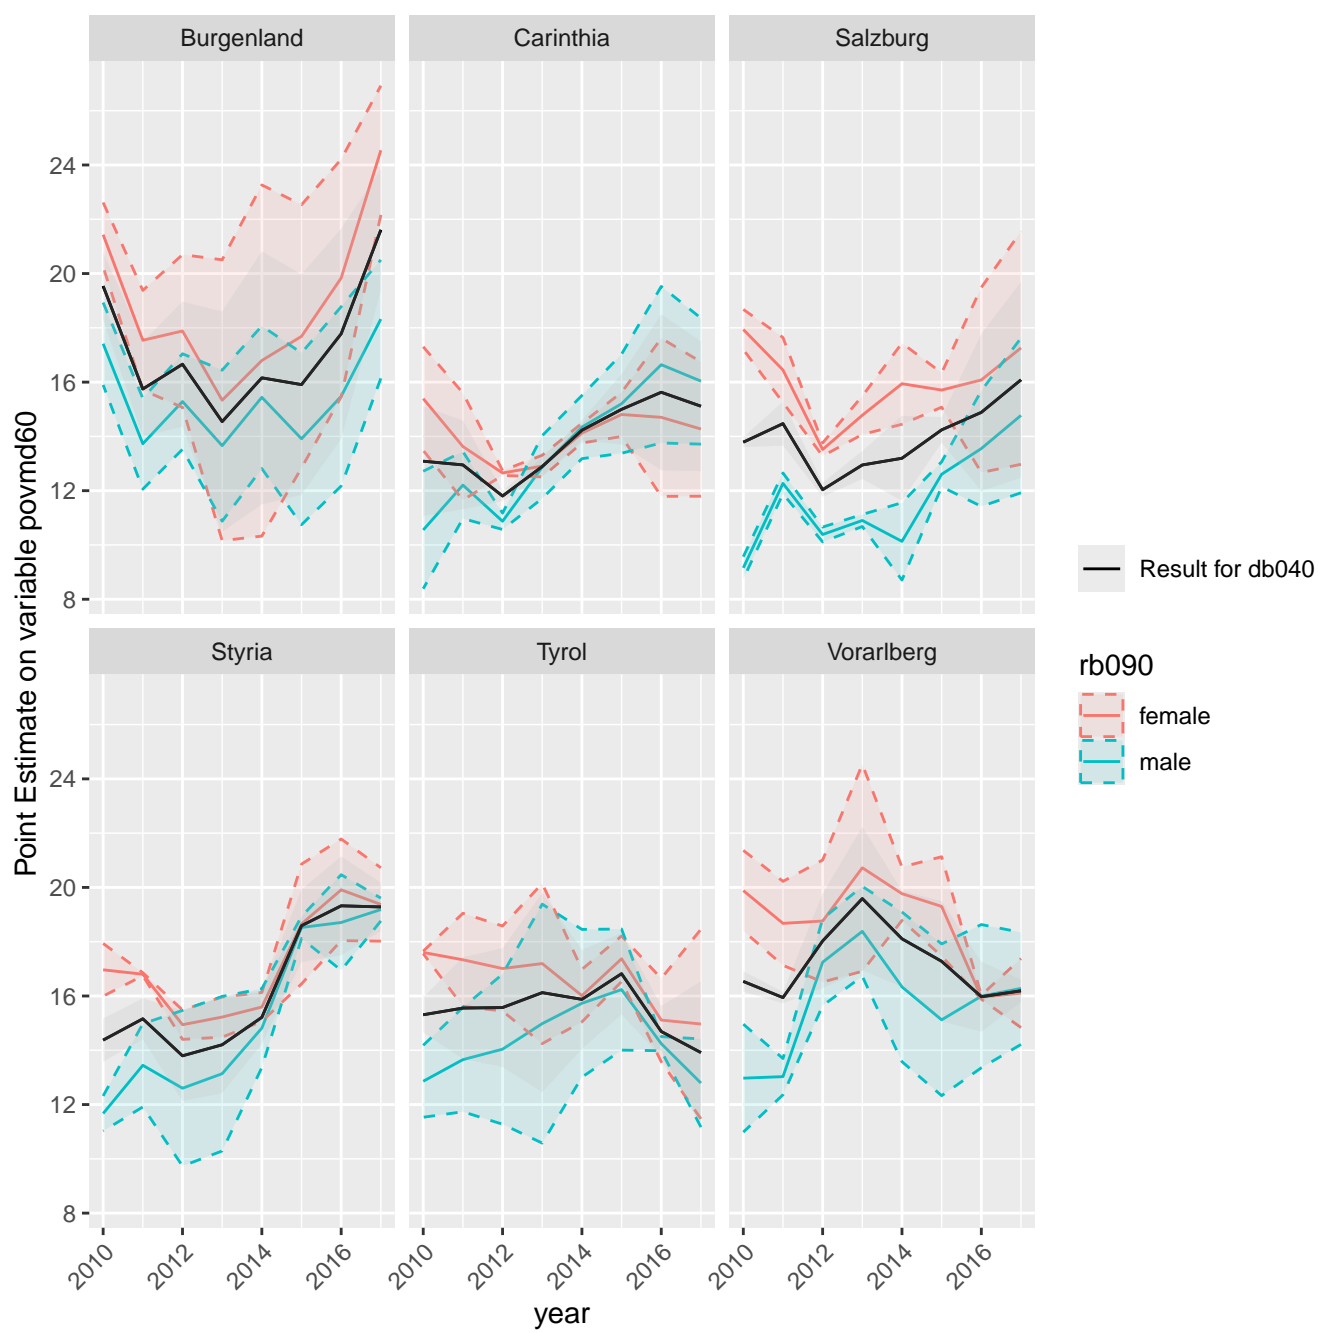 Burgenland
Carinthia
Salzburg
24
20
16
12
8
Styria
Tyrol
Vorarlberg
24
20
16
12
8
2010
2012
2014
2016
2010
2012
2014
2016
2010
2012
2014
2016
year
Point Estimate on variable povmd60
Result for db040
rb090
female
male